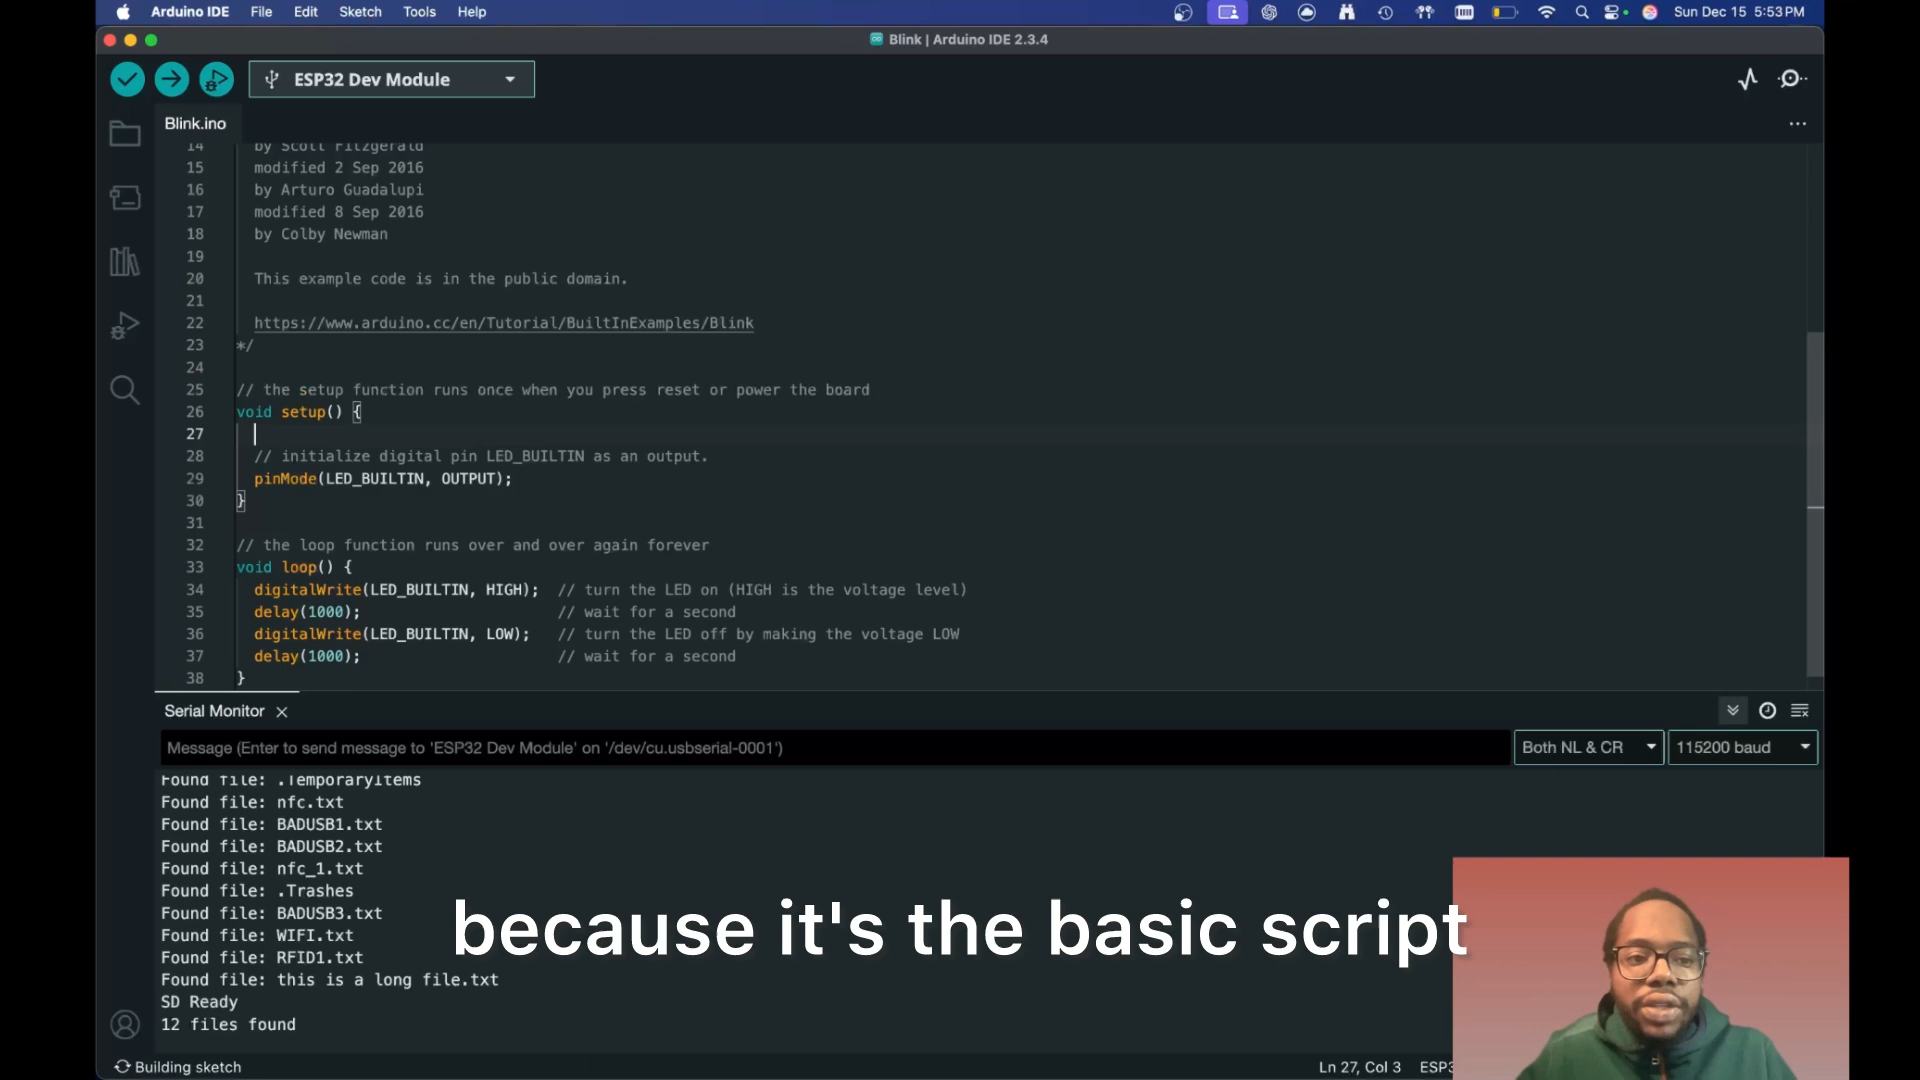 Arduino IDE File Edit Sketch Tools Help Sun Dec 15 5:53 PM
Blink | Arduino IDE 2.3.4
ESP32 Dev Module
Blink.ino
14 by Scott Fitzgerald
15 modified 2 Sep 2016
16 by Arturo Guadalupi
17 modified 8 Sep 2016
18 by Colby Newman
19
20 This example code is in the public domain.
21
22 https://www.arduino.cc/en/Tutorial/BuiltInExamples/Blink
23 */
24
25 // the setup function runs once when you press reset or power the board
26 void setup() {
27
28 // initialize digital pin LED_BUILTIN as an output.
29 pinMode(LED_BUILTIN, OUTPUT);
30 }
31
32 // the loop function runs over and over again forever
33 void loop() {
34 digitalWrite(LED_BUILTIN, HIGH); // turn the LED on (HIGH is the voltage level)
35 delay(1000); // wait for a second
36 digitalWrite(LED_BUILTIN, LOW); // turn the LED off by making the voltage LOW
37 delay(1000); // wait for a second
38 }
Serial Monitor
Message (Enter to send message to 'ESP32 Dev Module' on '/dev/cu.usbserial-0001')
Both NL & CR
115200 baud
Found file: .TemporaryItems
Found file: nfc.txt
Found file: BADUSB1.txt
Found file: BADUSB2.txt
Found file: nfc_1.txt
Found file: .Trashes
Found file: BADUSB3.txt
Found file: WIFI.txt
Found file: RFID1.txt
Found file: this is a long file.txt
SD Ready
12 files found
because it's the basic script
Building sketch
Ln 27, Col 3 ESP3